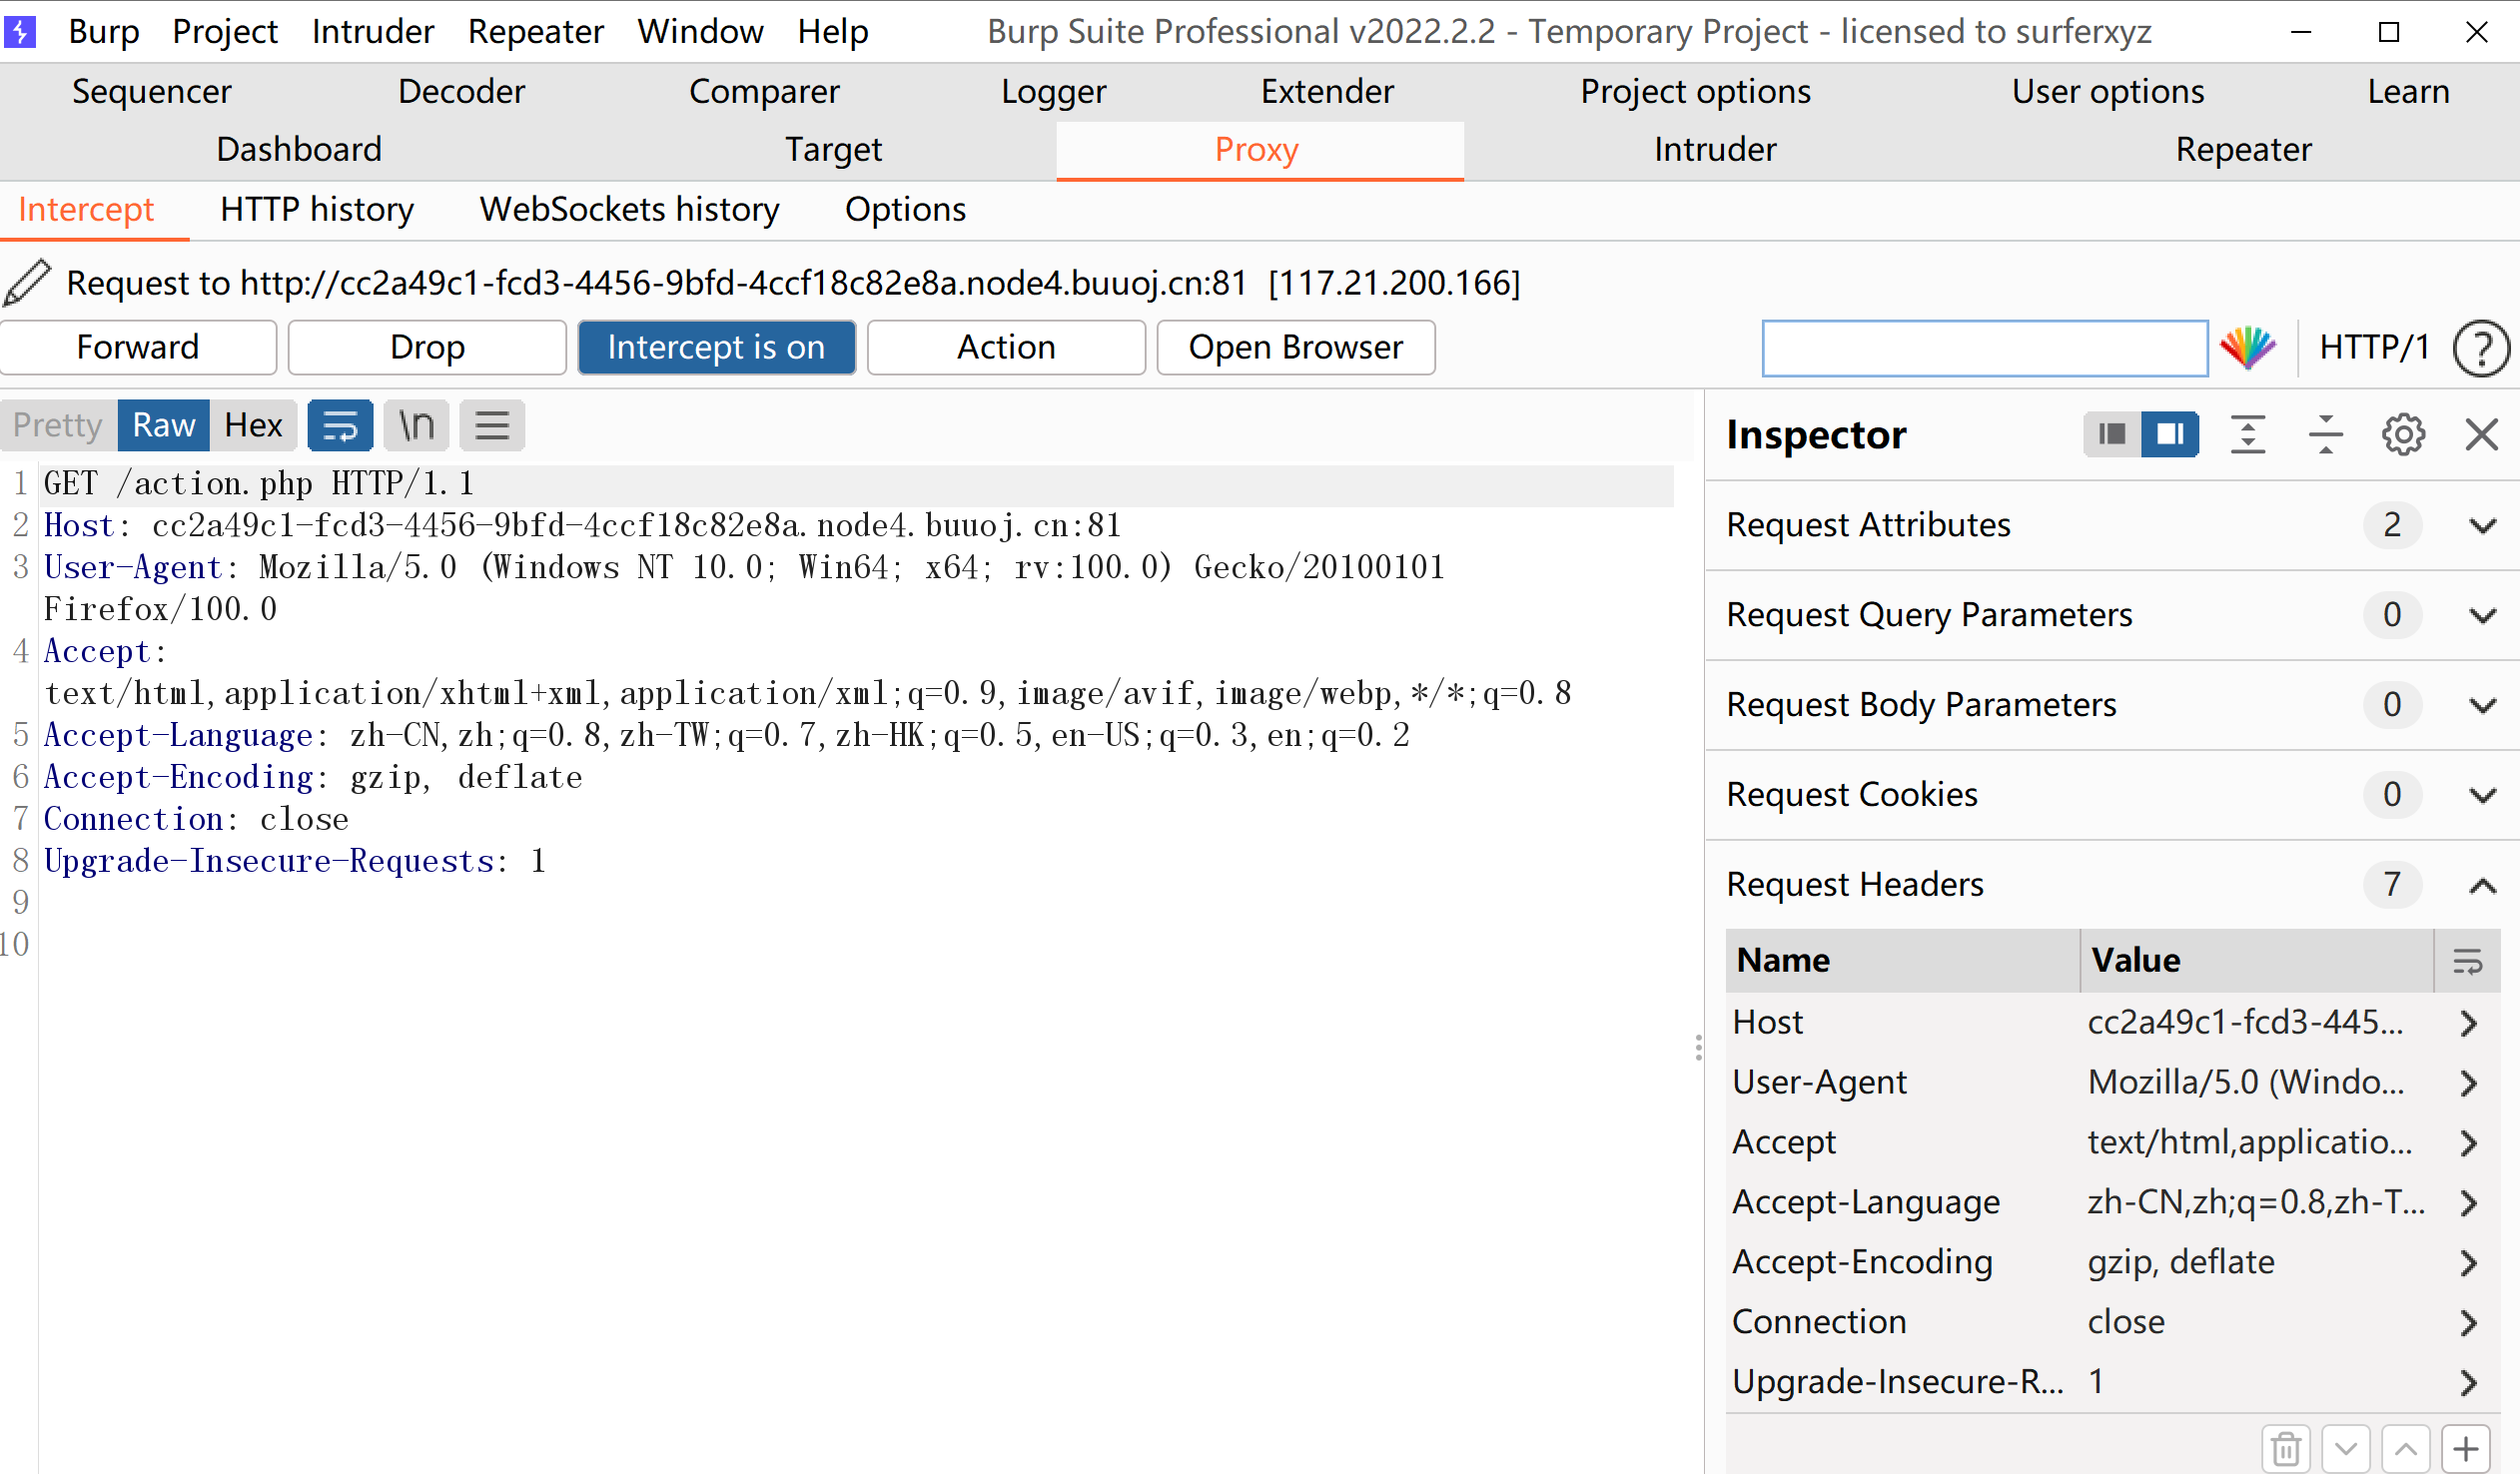 Burp Project Intruder Repeater Window Help Burp Suite Professional v2022.2.2 - Temporary Project - licensed to surferxyz
Sequencer Decoder Comparer Logger Extender Project options User options Learn
Dashboard Target Proxy Intruder Repeater
Intercept HTTP history WebSockets history Options
Request to http://cc2a49c1-fcd3-4456-9bfd-4ccf18c82e8a.node4.buuoj.cn:81 [117.21.200.166]
Forward Drop Intercept is on Action Open Browser HTTP/1 ?
Pretty Raw Hex \n
1 GET /action.php HTTP/1.1
2 Host: cc2a49c1-fcd3-4456-9bfd-4ccf18c82e8a.node4.buuoj.cn:81
3 User-Agent: Mozilla/5.0 (Windows NT 10.0; Win64; x64; rv:100.0) Gecko/20100101
Firefox/100.0
4 Accept:
text/html,application/xhtml+xml,application/xml;q=0.9,image/avif,image/webp,*/*;q=0.8
5 Accept-Language: zh-CN,zh;q=0.8,zh-TW;q=0.7,zh-HK;q=0.5,en-US;q=0.3,en;q=0.2
6 Accept-Encoding: gzip, deflate
7 Connection: close
8 Upgrade-Insecure-Requests: 1
9
10
Inspector
Request Attributes 2
Request Query Parameters 0
Request Body Parameters 0
Request Cookies 0
Request Headers 7
Name Value
Host cc2a49c1-fcd3-445...
User-Agent Mozilla/5.0 (Windo...
Accept text/html,applicatio...
Accept-Language zh-CN,zh;q=0.8,zh-T...
Accept-Encoding gzip, deflate
Connection close
Upgrade-Insecure-R... 1